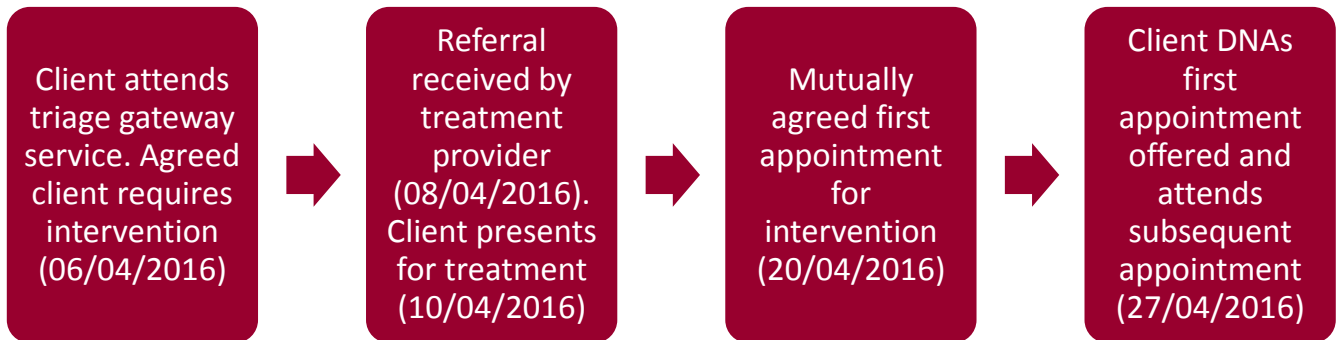 Client attends
triage gateway
service. Agreed
client requires
intervention
(06/04/2016)
Referral
received by
treatment
provider
(08/04/2016).
Client presents
for treatment
(10/04/2016)
Mutually
agreed first
appointment
for
intervention
(20/04/2016)
Client DNAs
first
appointment
offered and
attends
subsequent
appointment
(27/04/2016)